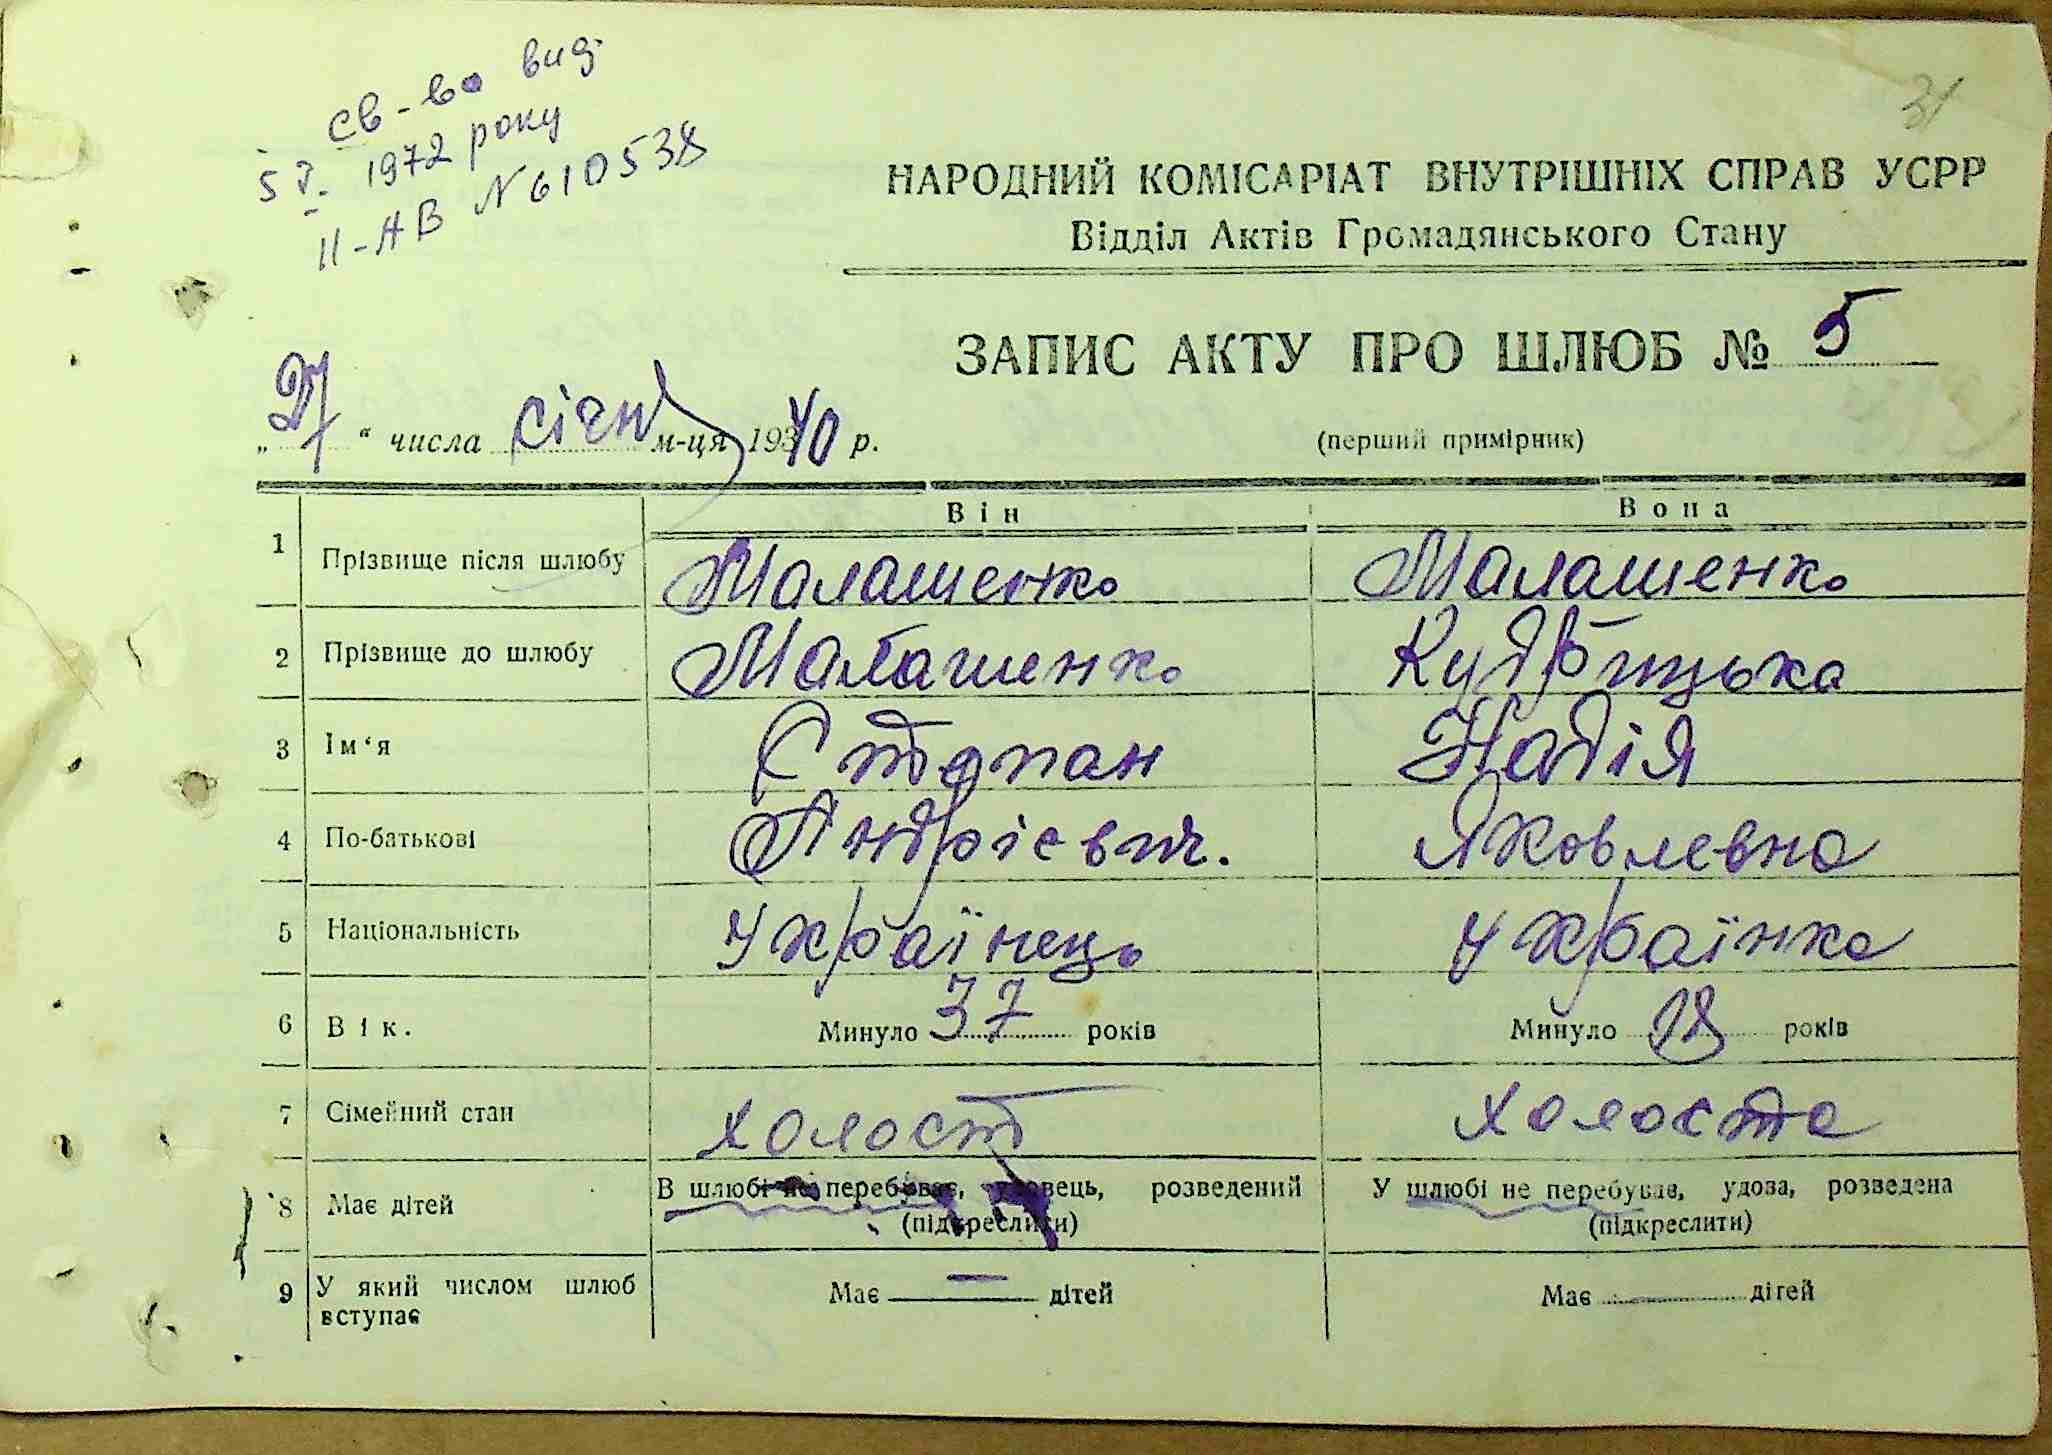 св-во вид
5 I. 1972 року
II-АВ N 610538
31
НАРОДНИЙ КОМІСАРІАТ ВНУТРІШНІХ СПРАВ УСРР
Відділ Актів Громадянського Стану
ЗАПИС АКТУ ПРО ШЛЮБ № 5
„27“ числа січня м-ця 1940 р.
(перший примірник)
Він Вона
1 Прізвище після шлюбу Малашенко Малашенко
2 Прізвище до шлюбу Малашенко Кудрицька
3 Ім‘я Степан Надія
4 По-батькові Андрієвич. Яковлевна
5 Національність Українець Українка
6 Вік. Минуло 37 років Минуло 18 років
7 Сімейний стан холост холоста
8 Має дітей В шлюбі не перебуває, удовець, розведений У шлюбі не перебуває, удова, розведена
(підкреслити) (підкреслити)
9 У який числом шлюб Має — дітей Має — дітей
вступає